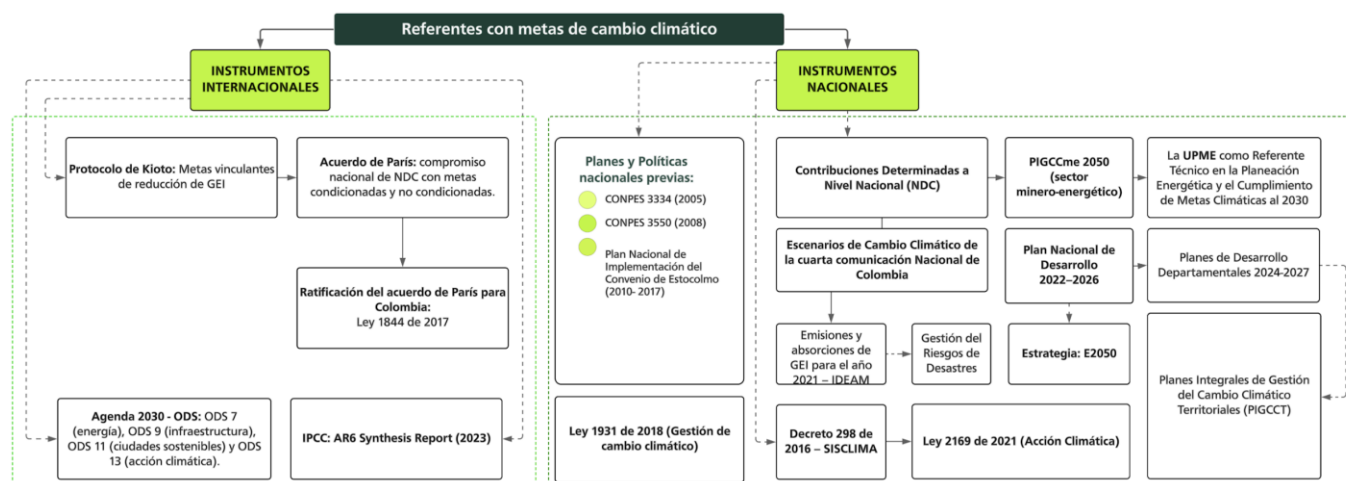 Referentes con metas de cambio climático
INSTRUMENTOS
INTERNACIONALES
INSTRUMENTOS
NACIONALES
Protocolo de Kioto: Metas vinculantes
de reducción de GEI
Acuerdo de París: compromiso
nacional de NDC con metas
condicionadas y no condicionadas.
Ratificación del acuerdo de París para
Colombia:
Ley 1844 de 2017
Agenda 2030 - ODS: ODS 7
(energía), ODS 9 (infraestructura),
ODS 11 (ciudades sostenibles) y ODS
13 (acción climática).
IPCC: AR6 Synthesis Report (2023)
Planes y Políticas
nacionales previas:
CONPES 3334 (2005)
CONPES 3550 (2008)
Plan Nacional de
Implementación del
Convenio de Estocolmo
(2010- 2017)
Ley 1931 de 2018 (Gestión de
cambio climático)
Contribuciones Determinadas a
Nivel Nacional (NDC)
PIGCCme 2050
(sector
minero-energético)
La UPME como Referente
Técnico en la Planeación
Energética y el Cumplimiento
de Metas Climáticas al 2030
Escenarios de Cambio Climático de
la cuarta comunicación Nacional de
Colombia
Plan Nacional de
Desarrollo
2022–2026
Planes de Desarrollo
Departamentales 2024-2027
Emisiones y
absorciones de
GEI para el año
2021 – IDEAM
Gestión del
Riesgos de
Desastres
Estrategia: E2050
Planes Integrales de Gestión
del Cambio Climático
Territoriales (PIGCCT)
Decreto 298 de
2016 – SISCLIMA
Ley 2169 de 2021 (Acción Climática)